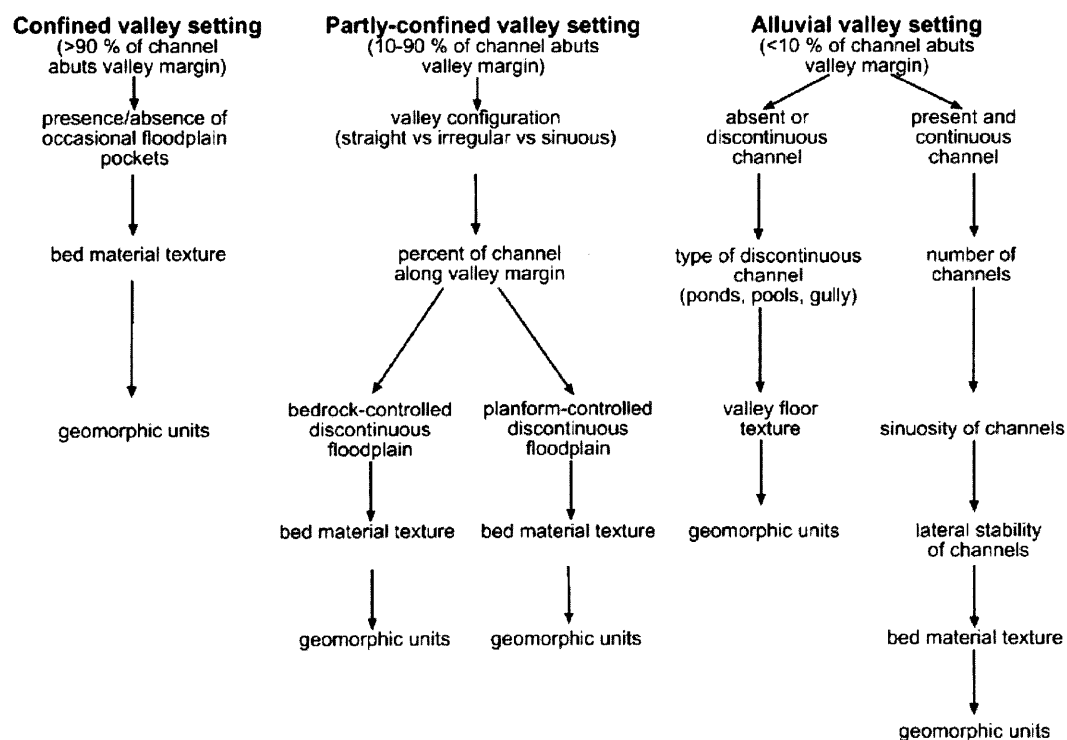 Confined valley setting
(>90 % of channel
abuts valley margin)
presence/absence of
occasional floodplain
pockets
bed material texture
geomorphic units
Partly-confined valley setting
(10-90 % of channel abuts
valley margin)
valley configuration
(straight vs irregular vs sinuous)
percent of channel
along valley margin
bedrock-controlled
discontinuous
floodplain
bed material texture
geomorphic units
planform-controlled
discontinuous
floodplain
bed material texture
geomorphic units
Alluvial valley setting
(<10 % of channel abuts
valley margin)
absent or
discontinuous
channel
type of discontinuous
channel
(ponds, pools, gully)
valley floor
texture
geomorphic units
present and
continuous
channel
number of
channels
sinuosity of channels
lateral stability
of channels
bed material texture
geomorphic units